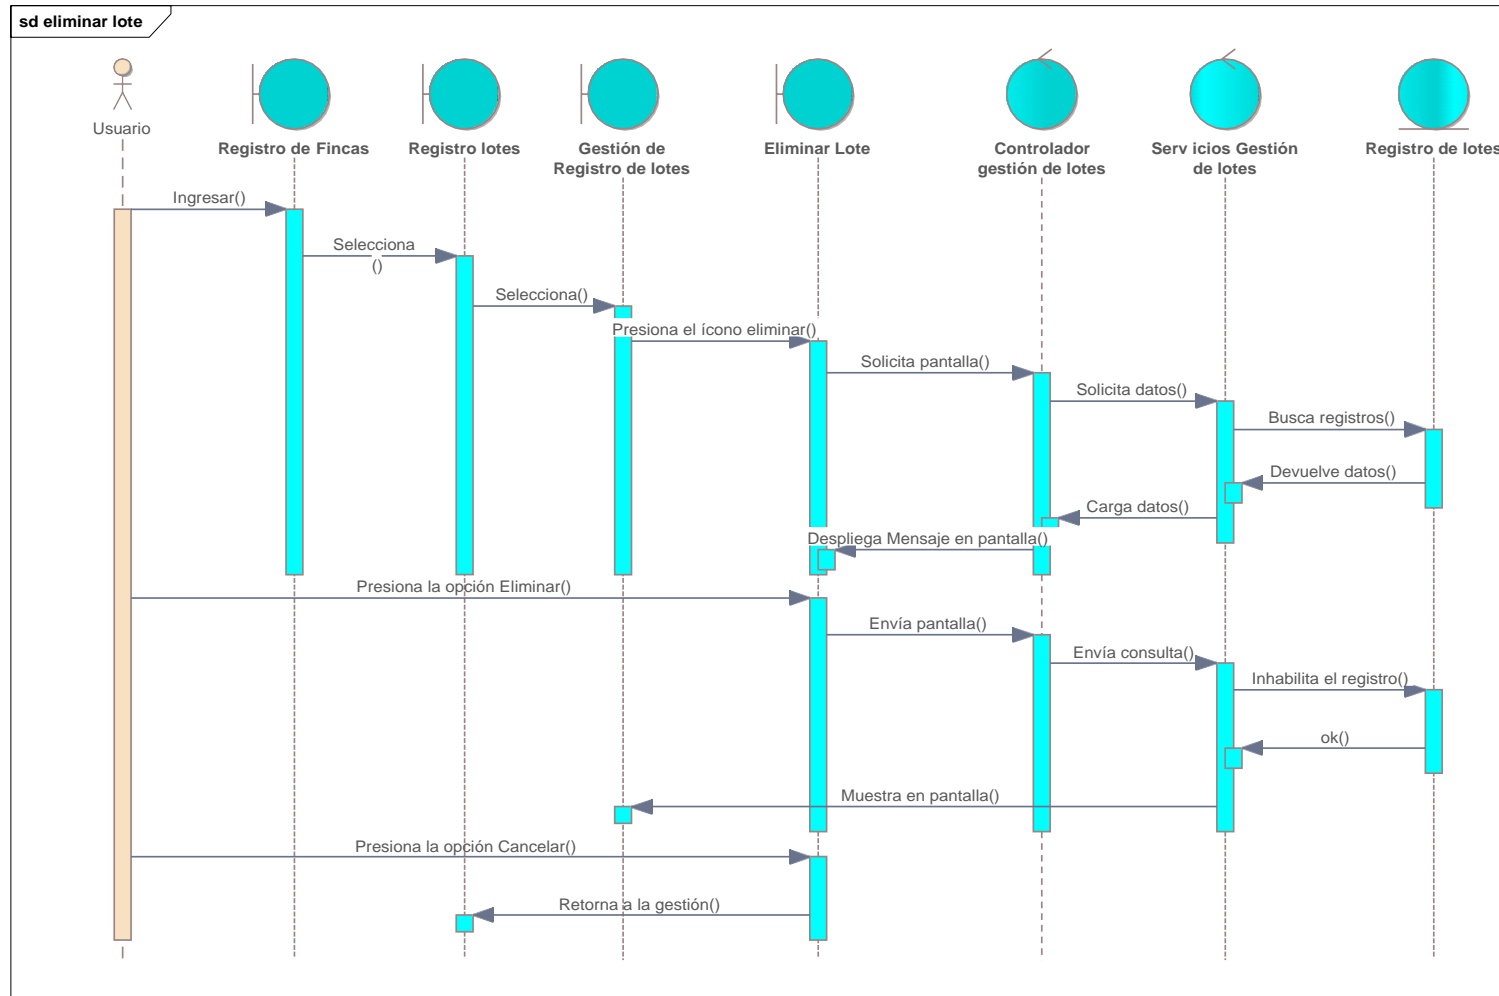 sd eliminar lote
Usuario
Registro de Fincas
Registro lotes
Gestión de
Registro de lotes
Eliminar Lote
Controlador
gestión de lotes
Serv icios Gestión
de lotes
Registro de lotes
Ingresar()
Selecciona
()
Selecciona()
Presiona el ícono eliminar()
Solicita pantalla()
Solicita datos()
Busca registros()
Devuelve datos()
Carga datos()
Despliega Mensaje en pantalla()
Presiona la opción Eliminar()
Envía pantalla()
Envía consulta()
Inhabilita el registro()
ok()
Muestra en pantalla()
Presiona la opción Cancelar()
Retorna a la gestión()